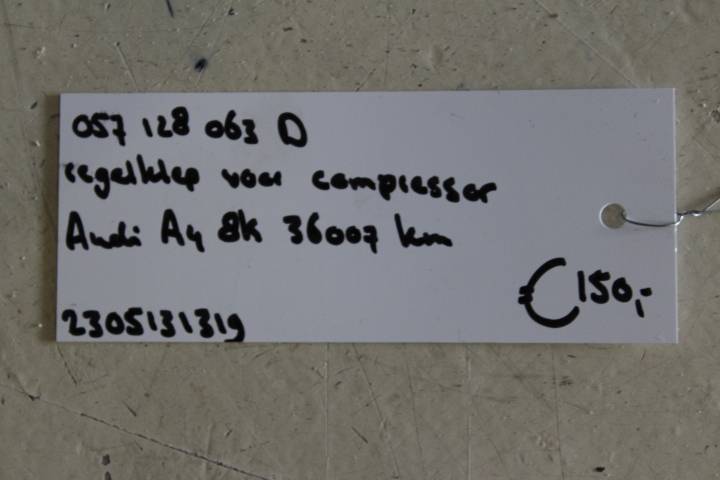 057 128 063 D
regelklep voor compressor
Audi A4 8K 36007 km
€150,-
2305131319